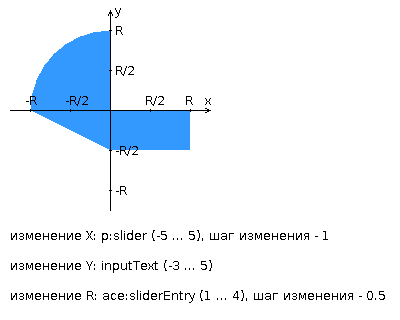 y
R
R/2
-R -R/2 R/2 R x
-R/2
-R
изменение X: p:slider (-5 ... 5), шаг изменения - 1
изменение Y: inputText (-3 ... 5)
изменение R: ace:sliderEntry (1 ... 4), шаг изменения - 0.5